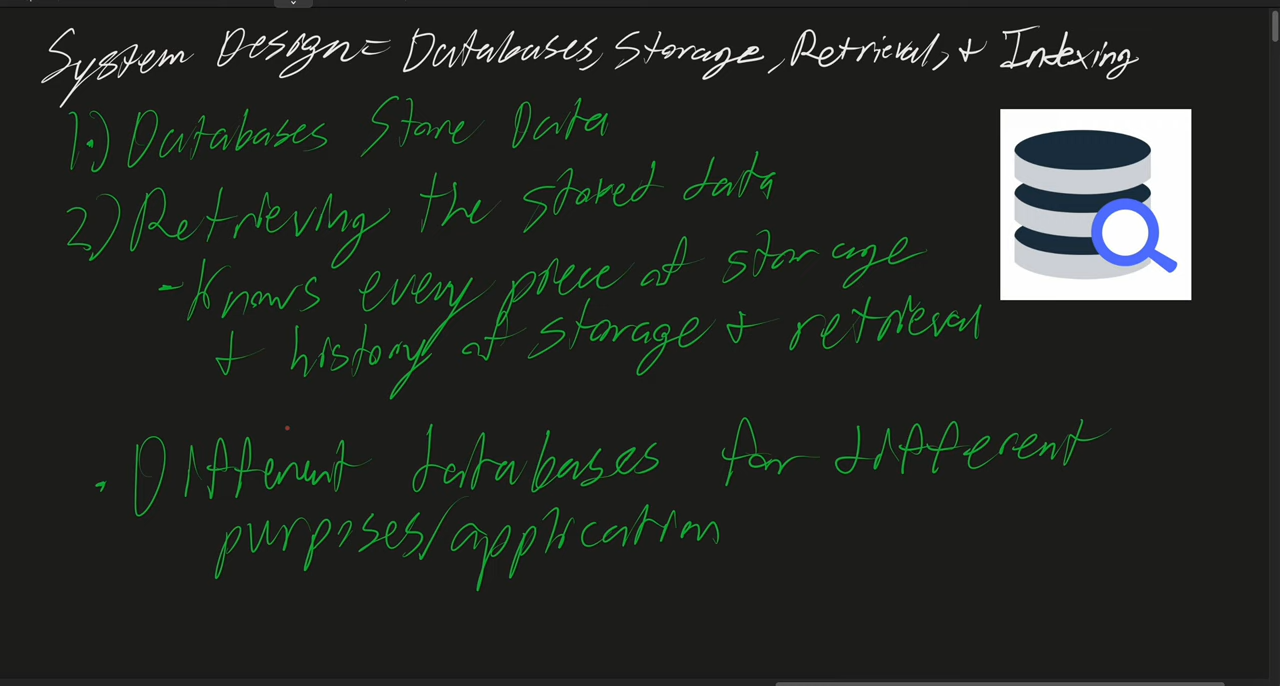 System Design = Databases, Storage, Retrieval, + Indexing
1.) Databases Store Data
2.) Retrieving the stored data
- Knows every piece of storage
+ history of storage + retrieval
. Different databases for different
purposes/application